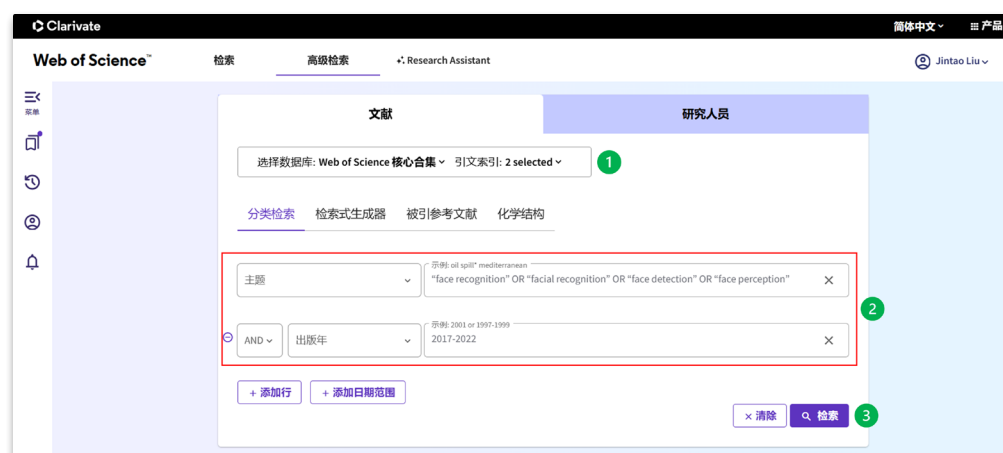 Clarivate
简体中文
产品
Web of Science™
检索
高级检索
Research Assistant
Jintao Liu
菜单
文献
研究人员
选择数据库: Web of Science 核心合集 引文索引: 2 selected
1
分类检索
检索式生成器
被引参考文献
化学结构
主题
示例: oil spill* mediterranean
“face recognition” OR “facial recognition” OR “face detection” OR “face perception”
2
AND
出版年
示例: 2001 or 1997-1999
2017-2022
+ 添加行
+ 添加日期范围
× 清除
检索
3